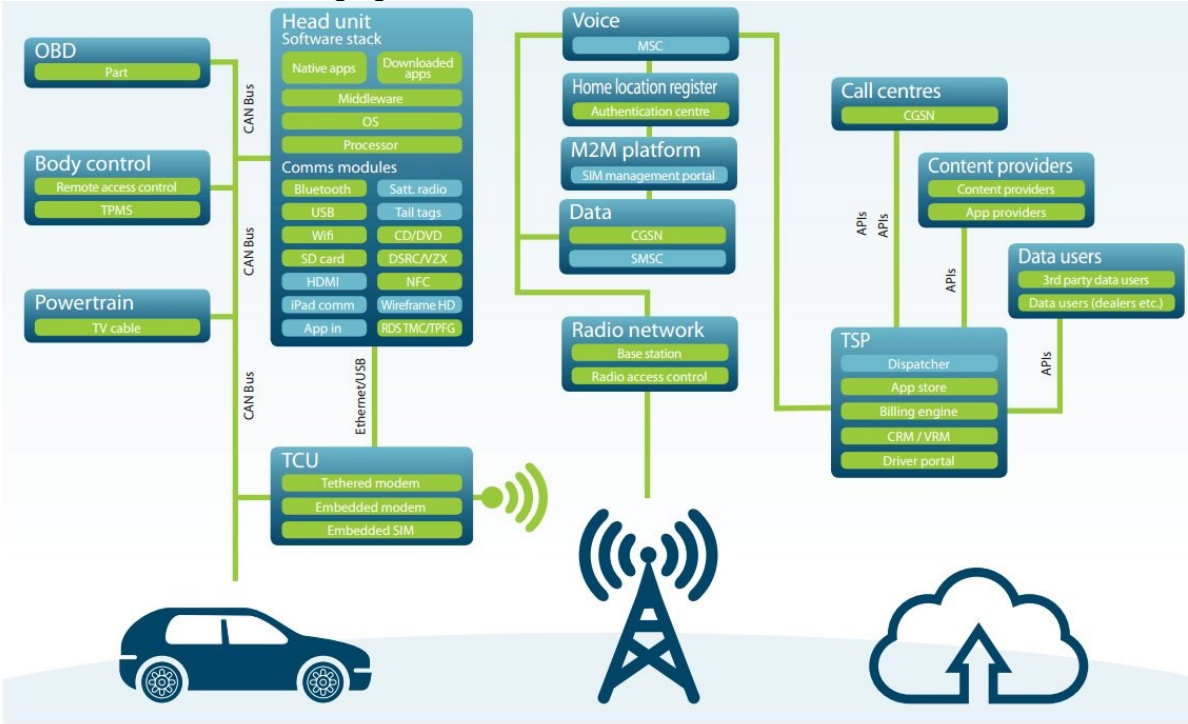 OBD
Part
CAN Bus
Body control
Remote access control
TPMS
CAN Bus
Powertrain
TV cable
CAN Bus
Head unit
Software stack
Native apps
Downloaded
apps
Middleware
OS
Processor
Comms modules
Bluetooth
Satt. radio
USB
Tail tags
Wifi
CD/DVD
SD card
DSRC/VZX
HDMI
NFC
iPad comm
Wireframe HD
App in
RDS TMC/TPFG
Ethernet/USB
TCU
Tethered modem
Embedded modem
Embedded SIM
Voice
MSC
Home location register
Authentication centre
M2M platform
SIM management portal
Data
CGSN
SMSC
Radio network
Base station
Radio access control
Call centres
CGSN
APIs
APIs
Content providers
Content providers
App providers
APIs
Data users
3rd party data users
Data users (dealers etc.)
APIs
TSP
Dispatcher
App store
Billing engine
CRM / VRM
Driver portal